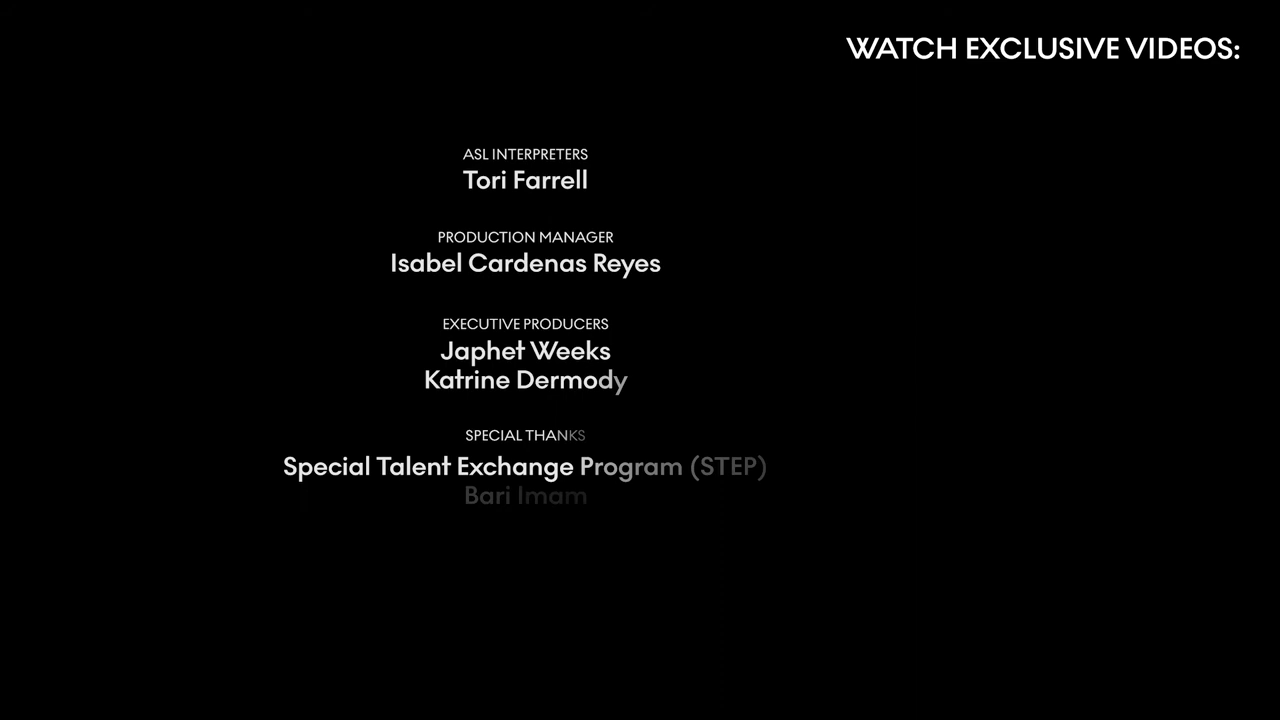 WATCH EXCLUSIVE VIDEOS:
ASL INTERPRETERS
Tori Farrell
PRODUCTION MANAGER
Isabel Cardenas Reyes
EXECUTIVE PRODUCERS
Japhet Weeks
Katrine Dermody
SPECIAL THANKS
Special Talent Exchange Program (STEP)
Bari Imam